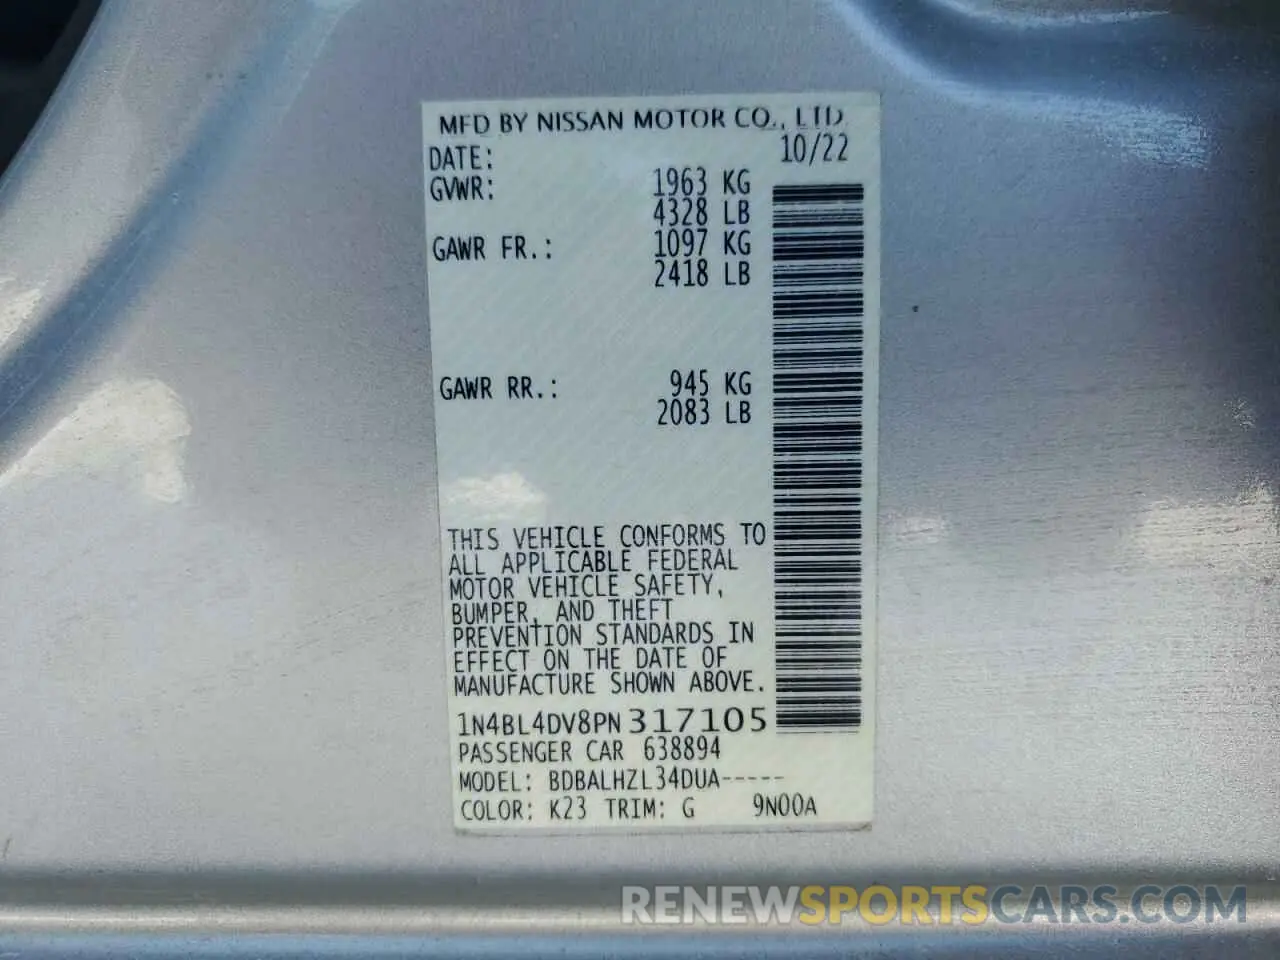 MFD BY NISSAN MOTOR CO., LTD.
DATE: 10/22
GVWR: 1963 KG
4328 LB
GAWR FR.: 1097 KG
2418 LB
GAWR RR.: 945 KG
2083 LB
THIS VEHICLE CONFORMS TO
ALL APPLICABLE FEDERAL
MOTOR VEHICLE SAFETY,
BUMPER, AND THEFT
PREVENTION STANDARDS IN
EFFECT ON THE DATE OF
MANUFACTURE SHOWN ABOVE.
1N4BL4DV8PN317105
PASSENGER CAR 638894
MODEL: BDBALHZL34DUA-----
COLOR: K23 TRIM: G 9N00A
RENEWSPORTSCARS.COM